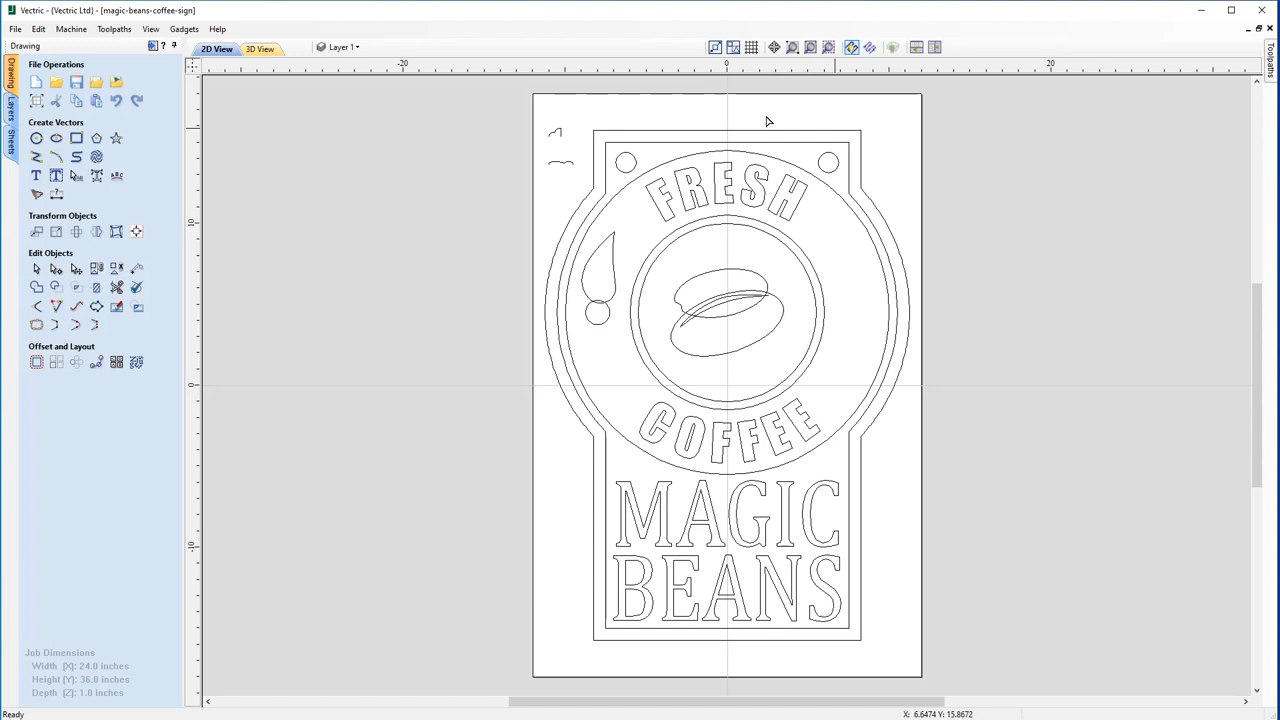 Vectric - {Vectric Ltd} - [magic-beans-coffee-sign]
File Edit Machine Toolpaths View Gadgets Help
Drawing
2D View 3D View Layer 1
Toolpaths
Drawing
Layers
Sheets
File Operations
Create Vectors
Transform Objects
Edit Objects
Offset and Layout
-20 0 20
10
0
-10
FRESH
COFFEE
MAGIC
BEANS
Job Dimensions
Width [X]: 24.0 inches
Height [Y]: 36.0 inches
Depth [Z]: 1.0 inches
Ready
X: 6.6474 Y: 15.8672